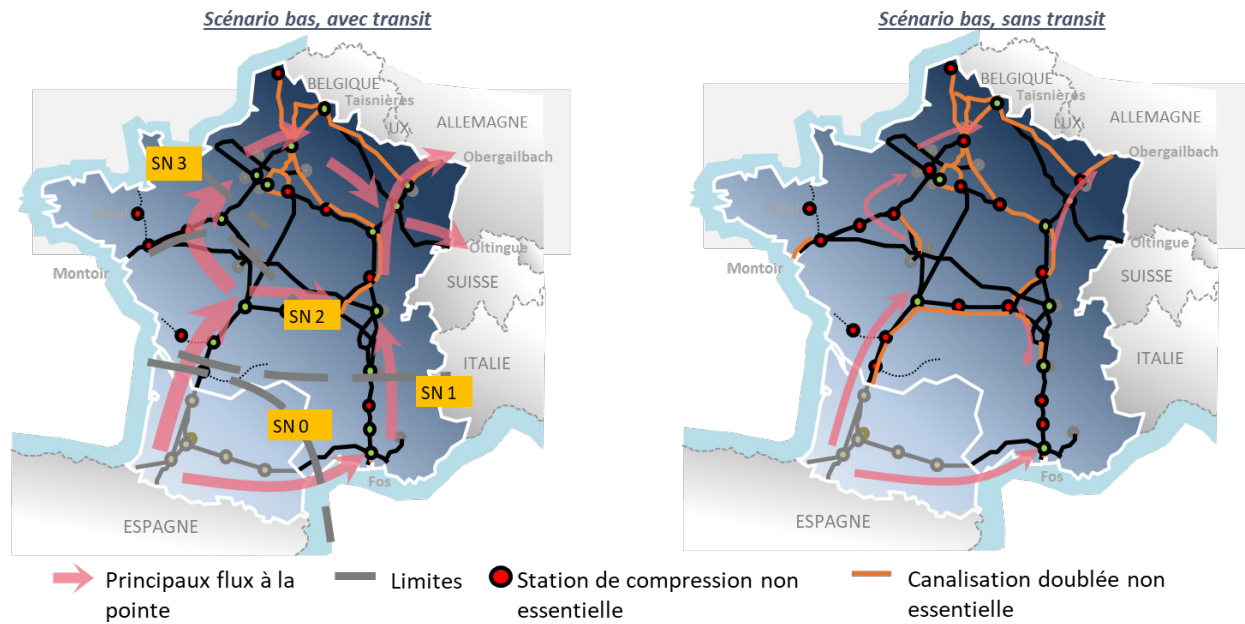 Scénario bas, avec transit
Scénario bas, sans transit
BELGIQUE
Taisnières
UX
ALLEMAGNE
Obergailbach
SN 3
Oltingue
Montoir
SUISSE
SN 2
ITALIE
SN 1
SN 0
Fos
ESPAGNE
BELGIQUE
Taisnières
LUX
ALLEMAGNE
Obergailbach
Oltingue
Montoir
SUISSE
ITALIE
Fos
ESPAGNE
Principaux flux à la
pointe
Limites
Station de compression non
essentielle
Canalisation doublée non
essentielle